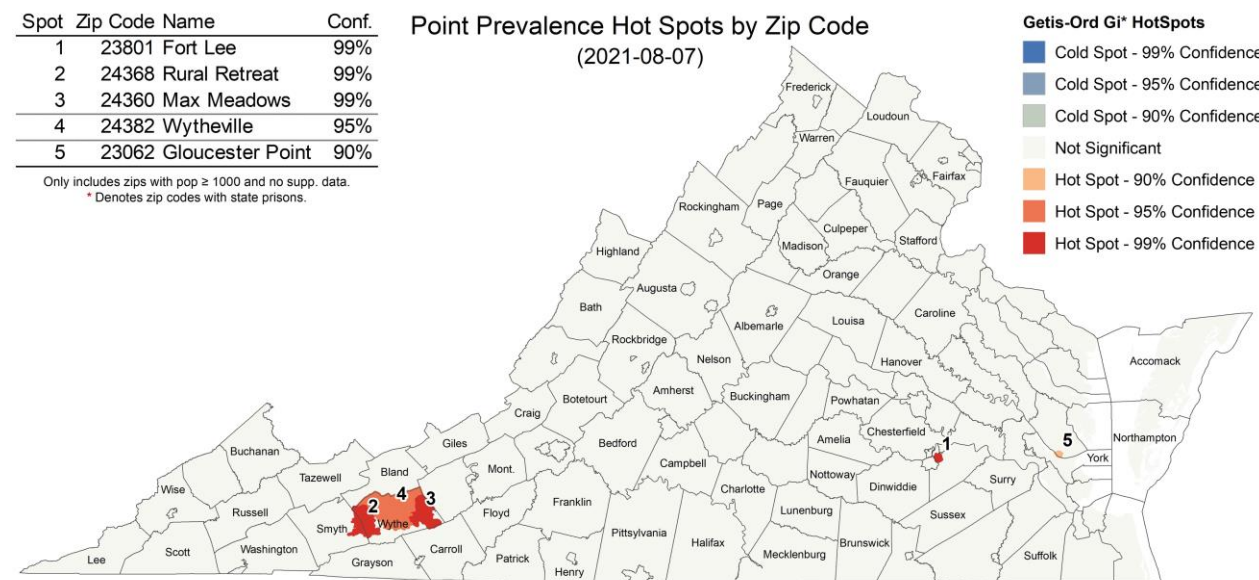 Spot Zip Code Name Conf.
1 23801 Fort Lee 99%
2 24368 Rural Retreat 99%
3 24360 Max Meadows 99%
4 24382 Wytheville 95%
5 23062 Gloucester Point 90%
Only includes zips with pop ≥ 1000 and no supp. data.
* Denotes zip codes with state prisons.
Point Prevalence Hot Spots by Zip Code
(2021-08-07)
Getis-Ord Gi* HotSpots
Cold Spot - 99% Confidence
Cold Spot - 95% Confidence
Cold Spot - 90% Confidence
Not Significant
Hot Spot - 90% Confidence
Hot Spot - 95% Confidence
Hot Spot - 99% Confidence
Frederick
Loudoun
Warren
Fairfax
Fauquier
Page
Rockingham
Culpeper
Stafford
Madison
Highland
Orange
Augusta
Bath
Caroline
Louisa
Albemarle
Rockbridge
Accomack
Nelson
Hanover
Amherst
Buckingham
Botetourt
Powhatan
Craig
Chesterfield
Northampton
Giles
Bedford
Amelia
1
5
Buchanan
Campbell
York
Bland
Mont.
Nottoway
Tazewell
Dinwiddie
Surry
Wise
Charlotte
4
3
2
Franklin
Russell
Floyd
Lunenburg
Sussex
Smyth
Wythe
Pittsylvania
Halifax
Brunswick
Scott
Washington
Carroll
Mecklenburg
Suffolk
Lee
Grayson
Patrick
Henry